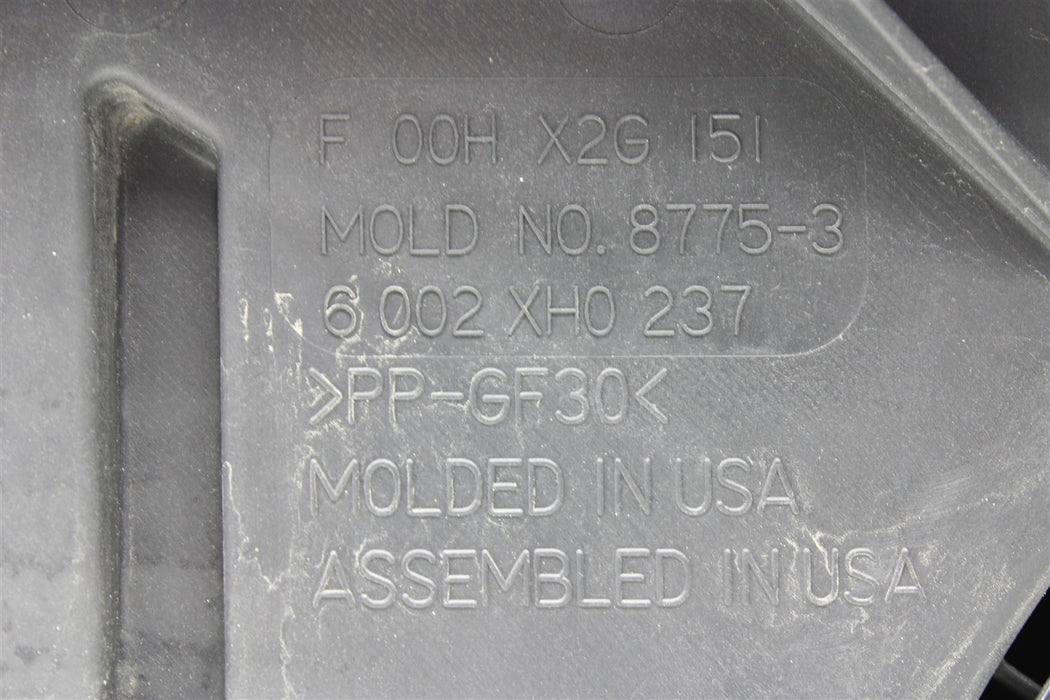 F 00H X2G 151
MOLD NO. 8775-3
6 002 XH0 237
>PP-GF30<
MOLDED IN USA
ASSEMBLED IN USA